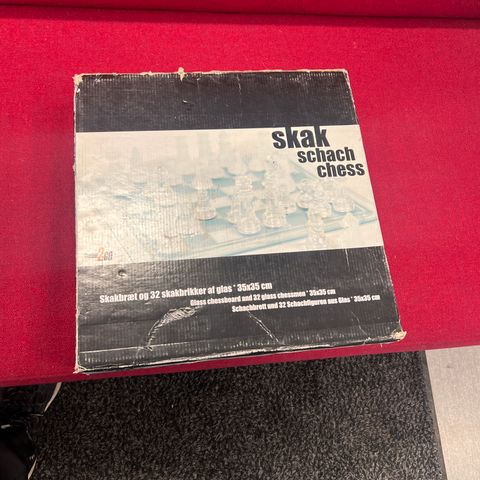 skak
schach
chess
Skakbræt og 32 skakbrikker af glas * 35x35 cm
Glass chessboard and 32 glass chessmen * 35x35 cm
Schachbrett und 32 Schachfiguren aus Glas * 35x35 cm